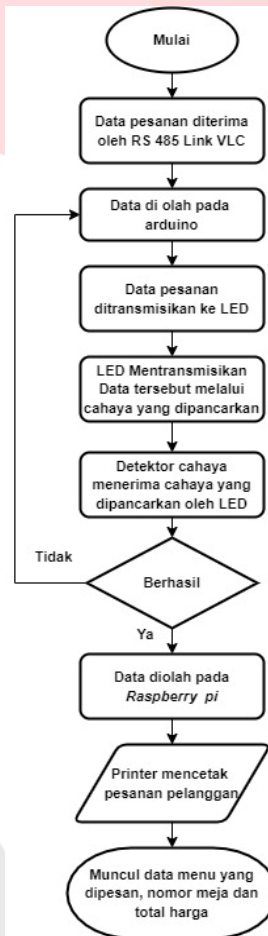 Mulai
Data pesanan diterima
oleh RS 485 Link VLC
Data di olah pada
arduino
Data pesanan
ditransmisikan ke LED
LED Mentransmisikan
Data tersebut melalui
cahaya yang dipancarkan
Detektor cahaya
menerima cahaya yang
dipancarkan oleh LED
Tidak
Berhasil
Ya
Data diolah pada
Raspberry pi
Printer mencetak
pesanan pelanggan
Muncul data menu yang
dipesan, nomor meja dan
total harga